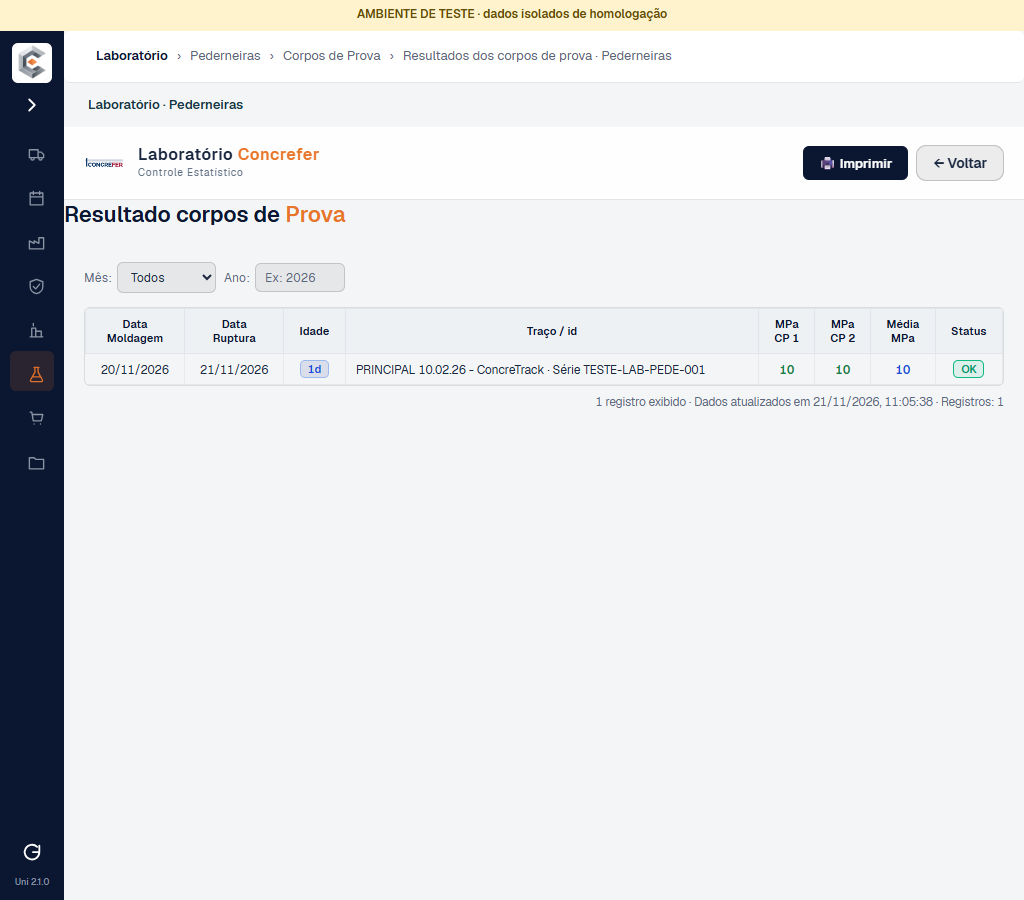 AMBIENTE DE TESTE · dados isolados de homologação
Laboratório › Pederneiras › Corpos de Prova › Resultados dos corpos de prova · Pederneiras
Laboratório · Pederneiras
CONCREFER
Laboratório Concrefer
Controle Estatístico
Imprimir
← Voltar
Resultado corpos de Prova
Mês: Todos Ano: Ex: 2026
Data Moldagem Data Ruptura Idade Traço / id MPa CP 1 MPa CP 2 Média MPa Status
20/11/2026 21/11/2026 1d PRINCIPAL 10.02.26 - ConcreTrack · Série TESTE-LAB-PEDE-001 10 10 10 OK
1 registro exibido · Dados atualizados em 21/11/2026, 11:05:38 · Registros: 1
Uni 2.1.0